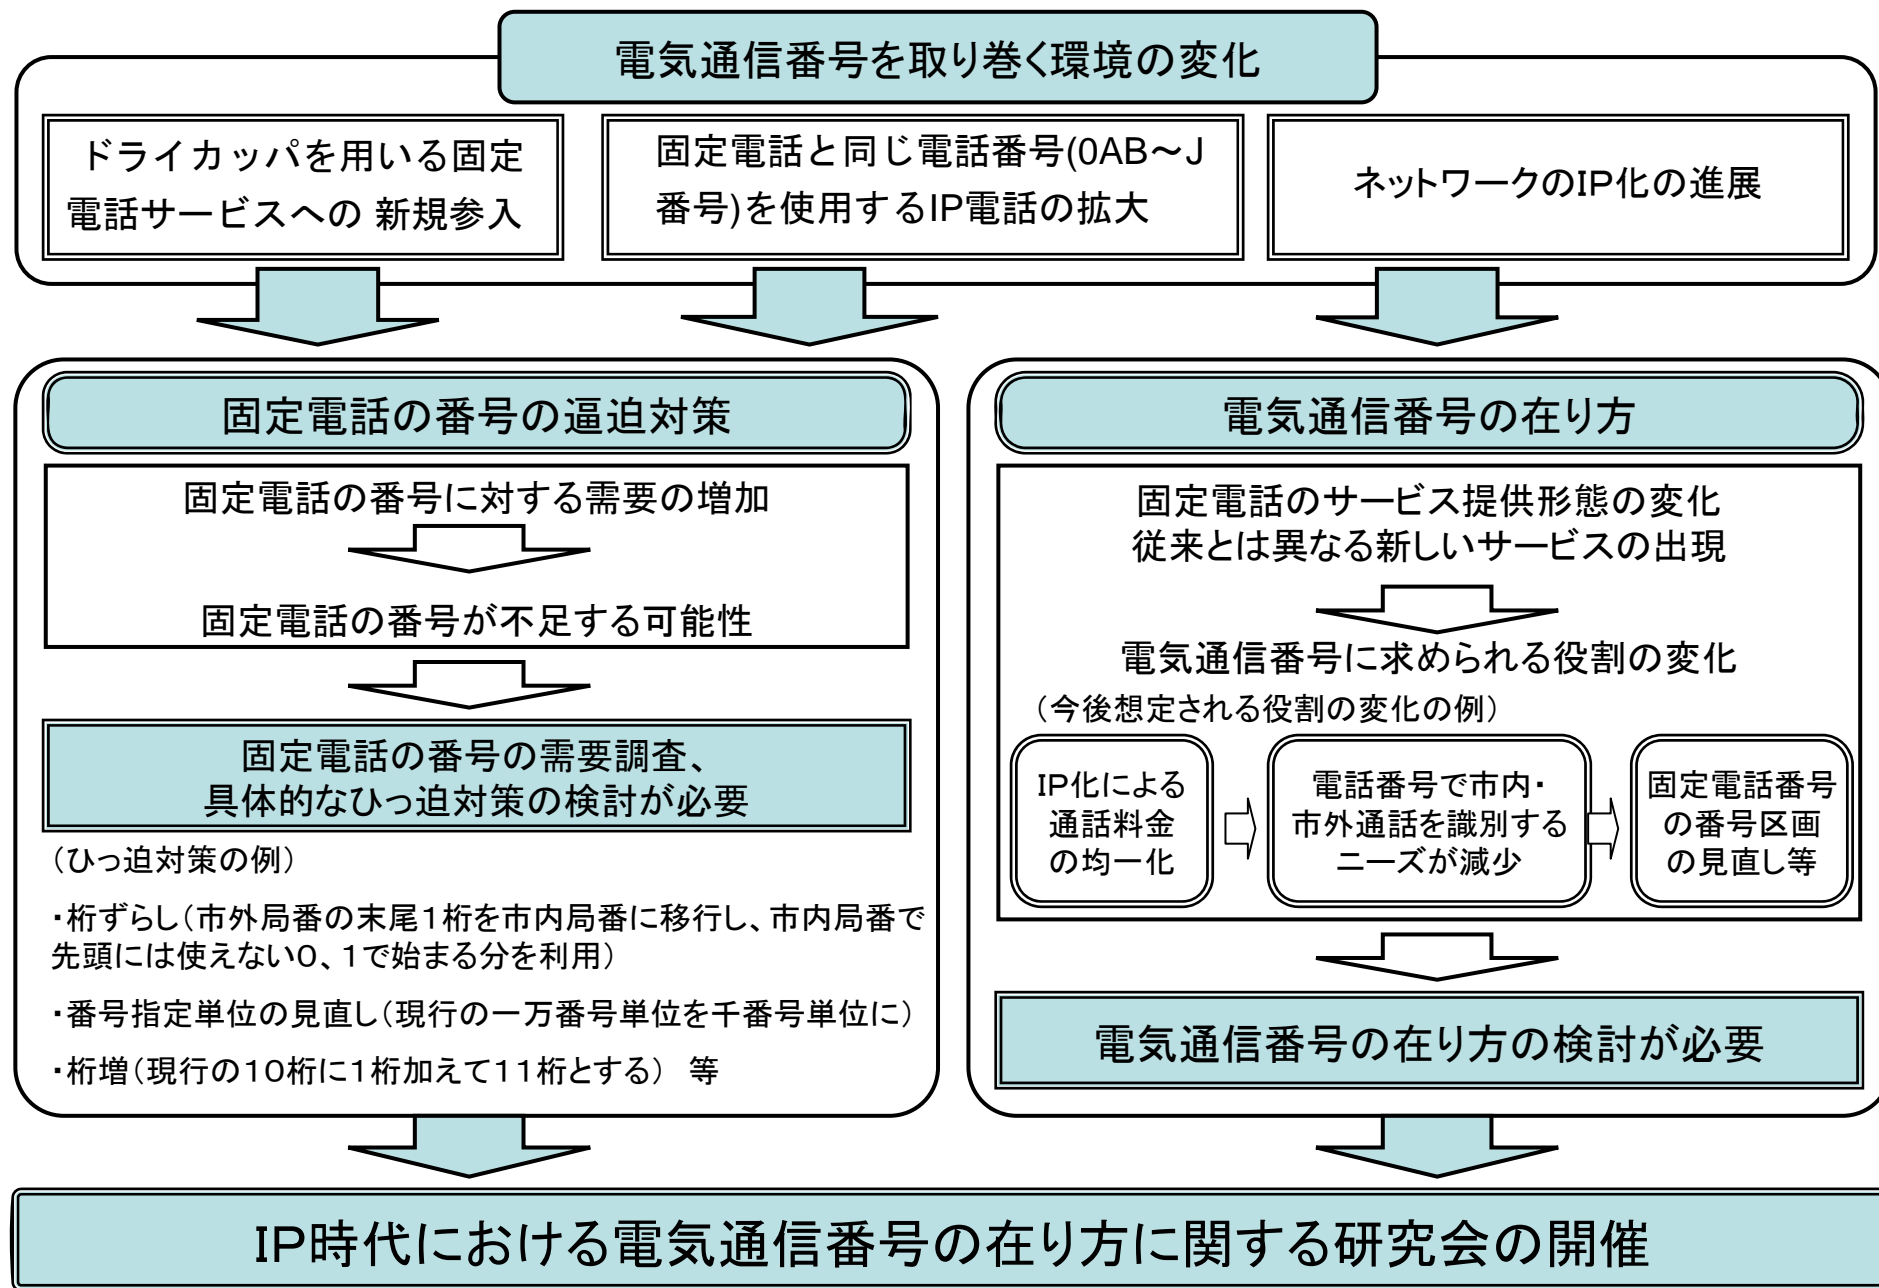 電気通信番号を取り巻く環境の変化
ドライカッパを用いる固定
電話サービスへの 新規参入
固定電話と同じ電話番号(0AB～J
番号)を使用するIP電話の拡大
ネットワークのIP化の進展
固定電話の番号の逼迫対策
固定電話の番号に対する需要の増加
固定電話の番号が不足する可能性
固定電話の番号の需要調査、
具体的なひっ迫対策の検討が必要
（ひっ迫対策の例）
・桁ずらし（市外局番の末尾１桁を市内局番に移行し、市内局番で
先頭には使えない０、１で始まる分を利用）
・番号指定単位の見直し（現行の一万番号単位を千番号単位に）
・桁増（現行の１０桁に１桁加えて１１桁とする）　等
電気通信番号の在り方
固定電話のサービス提供形態の変化
従来とは異なる新しいサービスの出現
電気通信番号に求められる役割の変化
（今後想定される役割の変化の例）
IP化による
通話料金
の均一化
電話番号で市内・
市外通話を識別する
ニーズが減少
固定電話番号
の番号区画
の見直し等
電気通信番号の在り方の検討が必要
IP時代における電気通信番号の在り方に関する研究会の開催